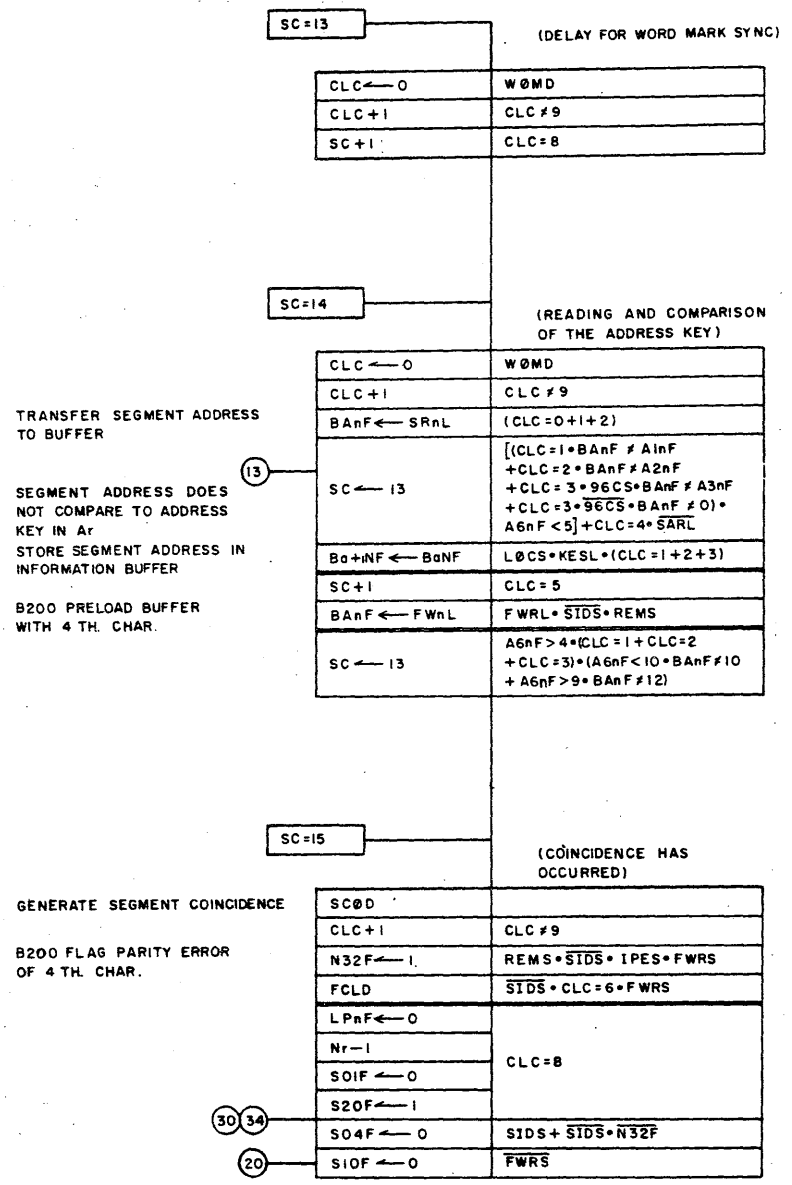 SC=13
(DELAY FOR WORD MARK SYNC)
CLC←0 WØMD
CLC+1 CLC≠9
SC+1 CLC=8
SC=14
(READING AND COMPARISON
OF THE ADDRESS KEY)
CLC←0 WØMD
CLC+1 CLC≠9
TRANSFER SEGMENT ADDRESS
TO BUFFER
BAnF←SRnL (CLC=0+1+2)
13
SEGMENT ADDRESS DOES
NOT COMPARE TO ADDRESS
KEY IN Ar
SC←13
[(CLC=1•BAnF≠A1nF
+CLC=2•BAnF≠A2nF
+CLC=3•96CS•BAnF≠A3nF
+CLC=3•9̅6̅C̅S̅•BAnF≠0)•
A6nF<5]+CLC=4•S̅A̅R̅L̅
STORE SEGMENT ADDRESS IN
INFORMATION BUFFER
Ba+1NF←BaNF LØCS•KESL•(CLC=1+2+3)
SC+1 CLC=5
B200 PRELOAD BUFFER
WITH 4 TH. CHAR.
BAnF←FWnL FWRL•S̅I̅D̅S̅•REMS
SC←13
A6nF>4•(CLC=1+CLC=2
+CLC=3)•(A6nF<10•BAnF≠10
+A6nF>9•BAnF≠12)
SC=15
(COINCIDENCE HAS
OCCURRED)
GENERATE SEGMENT COINCIDENCE
SCØD
CLC+1 CLC≠9
B200 FLAG PARITY ERROR
OF 4 TH. CHAR.
N32F←1 REMS•S̅I̅D̅S̅•IPES•FWRS
FCLD S̅I̅D̅S̅•CLC=6•FWRS
LPnF←0
Nr-1
CLC=8
S01F←0
S20F←1
30 34
S04F←0 SIDS+S̅I̅D̅S̅•N̅3̅2̅F̅
20
S10F←0 F̅W̅R̅S̅